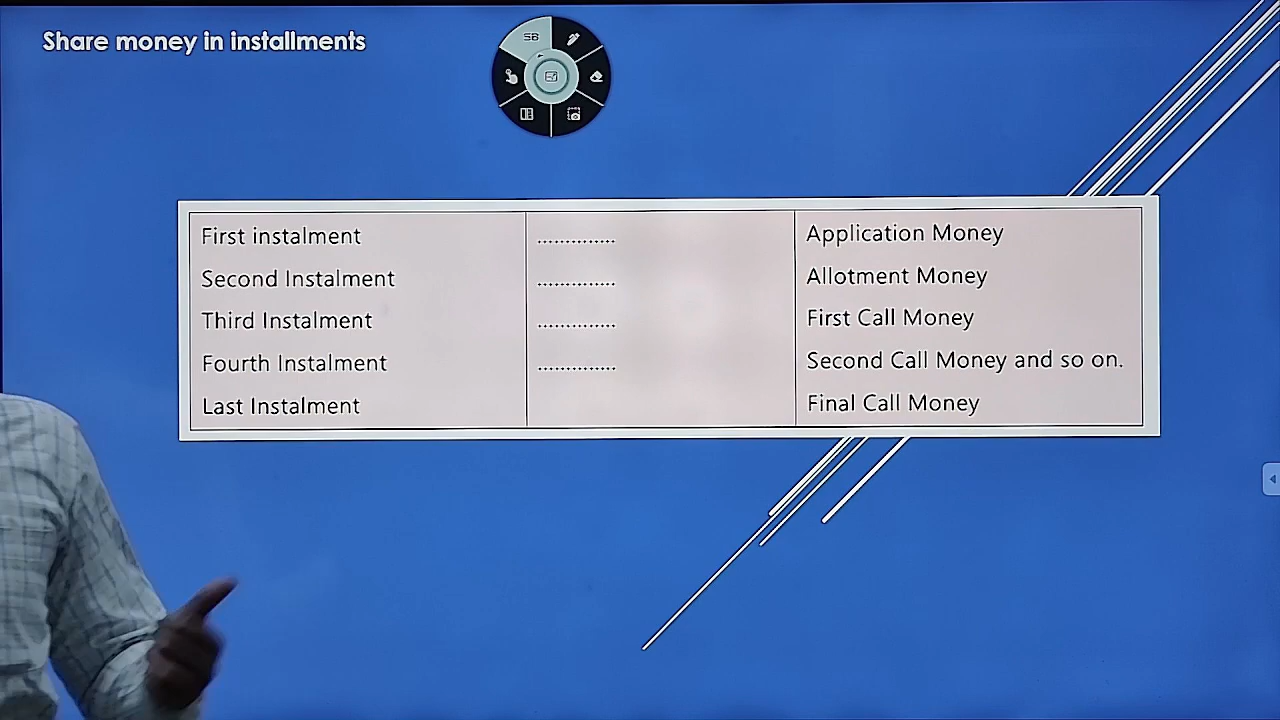 Share money in installments
SB
First instalment .............. Application Money
Second Instalment .............. Allotment Money
Third Instalment .............. First Call Money
Fourth Instalment .............. Second Call Money and so on.
Last Instalment Final Call Money